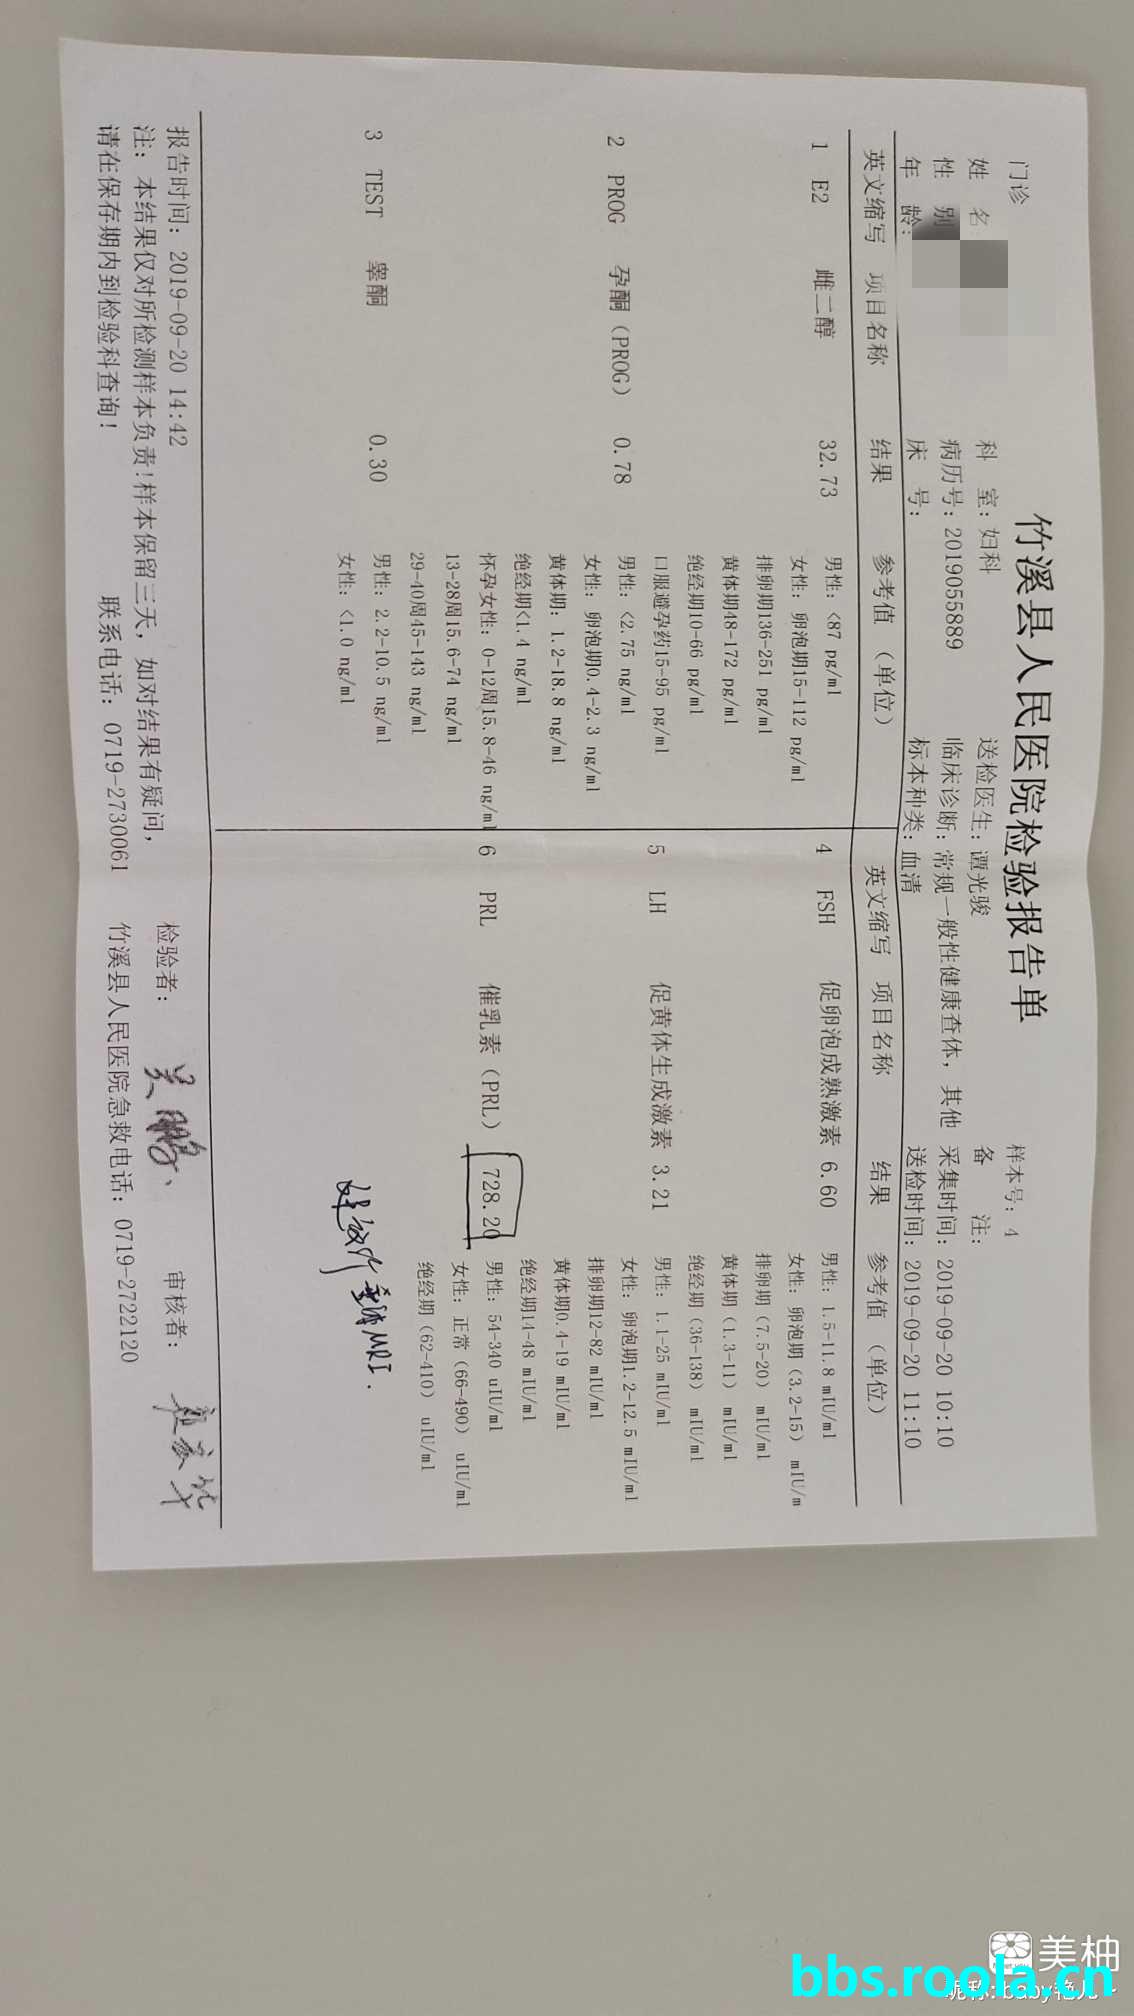 竹溪县人民医院检验报告单
门诊
样本号: 4
姓 名:
科 室: 妇科
送检医生: 谭光骏
备 注:
性 别
病历号: 2019055889
临床诊断: 常规一般性健康查体, 其他
采集时间: 2019-09-20 10:10
年 龄:
床 号:
标本种类: 血清
送检时间: 2019-09-20 11:10
英文缩写 项目名称 结果 参考值 (单位)
1 E2 雌二醇 32.73 男性: <87 pg/ml
女性: 卵泡期15-112 pg/ml
排卵期136-251 pg/ml
黄体期48-172 pg/ml
绝经期10-66 pg/ml
口服避孕药15-95 pg/ml
2 PROG 孕酮 (PROG) 0.78 男性: <2.75 ng/ml
女性: 卵泡期0.4-2.3 ng/ml
黄体期: 1.2-18.8 ng/ml
绝经期<1.4 ng/ml
怀孕女性: 0-12周15.8-46 ng/ml
13-28周15.6-74 ng/ml
29-40周45-143 ng/ml
3 TEST 睾酮 0.30 男性: 2.2-10.5 ng/ml
女性: <1.0 ng/ml
英文缩写 项目名称 结果 参考值 (单位)
4 FSH 促卵泡成熟激素 6.60 男性: 1.5-11.8 mIU/ml
女性: 卵泡期 (3.2-15) mIU/m
排卵期 (7.5-20) mIU/ml
黄体期 (1.3-11) mIU/ml
绝经期 (36-138) mIU/ml
5 LH 促黄体生成激素 3.21 男性: 1.1-25 mIU/ml
女性: 卵泡期1.2-12.5 mIU/ml
排卵期12-82 mIU/ml
黄体期0.4-19 mIU/ml
绝经期14-48 mIU/ml
6 PRL 催乳素 (PRL) 728.20 男性: 54-340 uIU/ml
女性: 正常 (66-490) uIU/ml
绝经期 (62-410) uIU/ml
MRI.
报告时间: 2019-09-20 14:42
检验者:
审核者:
注: 本结果仅对所检测样本负责!样本保留三天, 如对结果有疑问,
请在保存期内到检验科查询!
联系电话: 0719-2730061
竹溪县人民医院急救电话: 0719-2722120
美柚
bbs.roola.cn